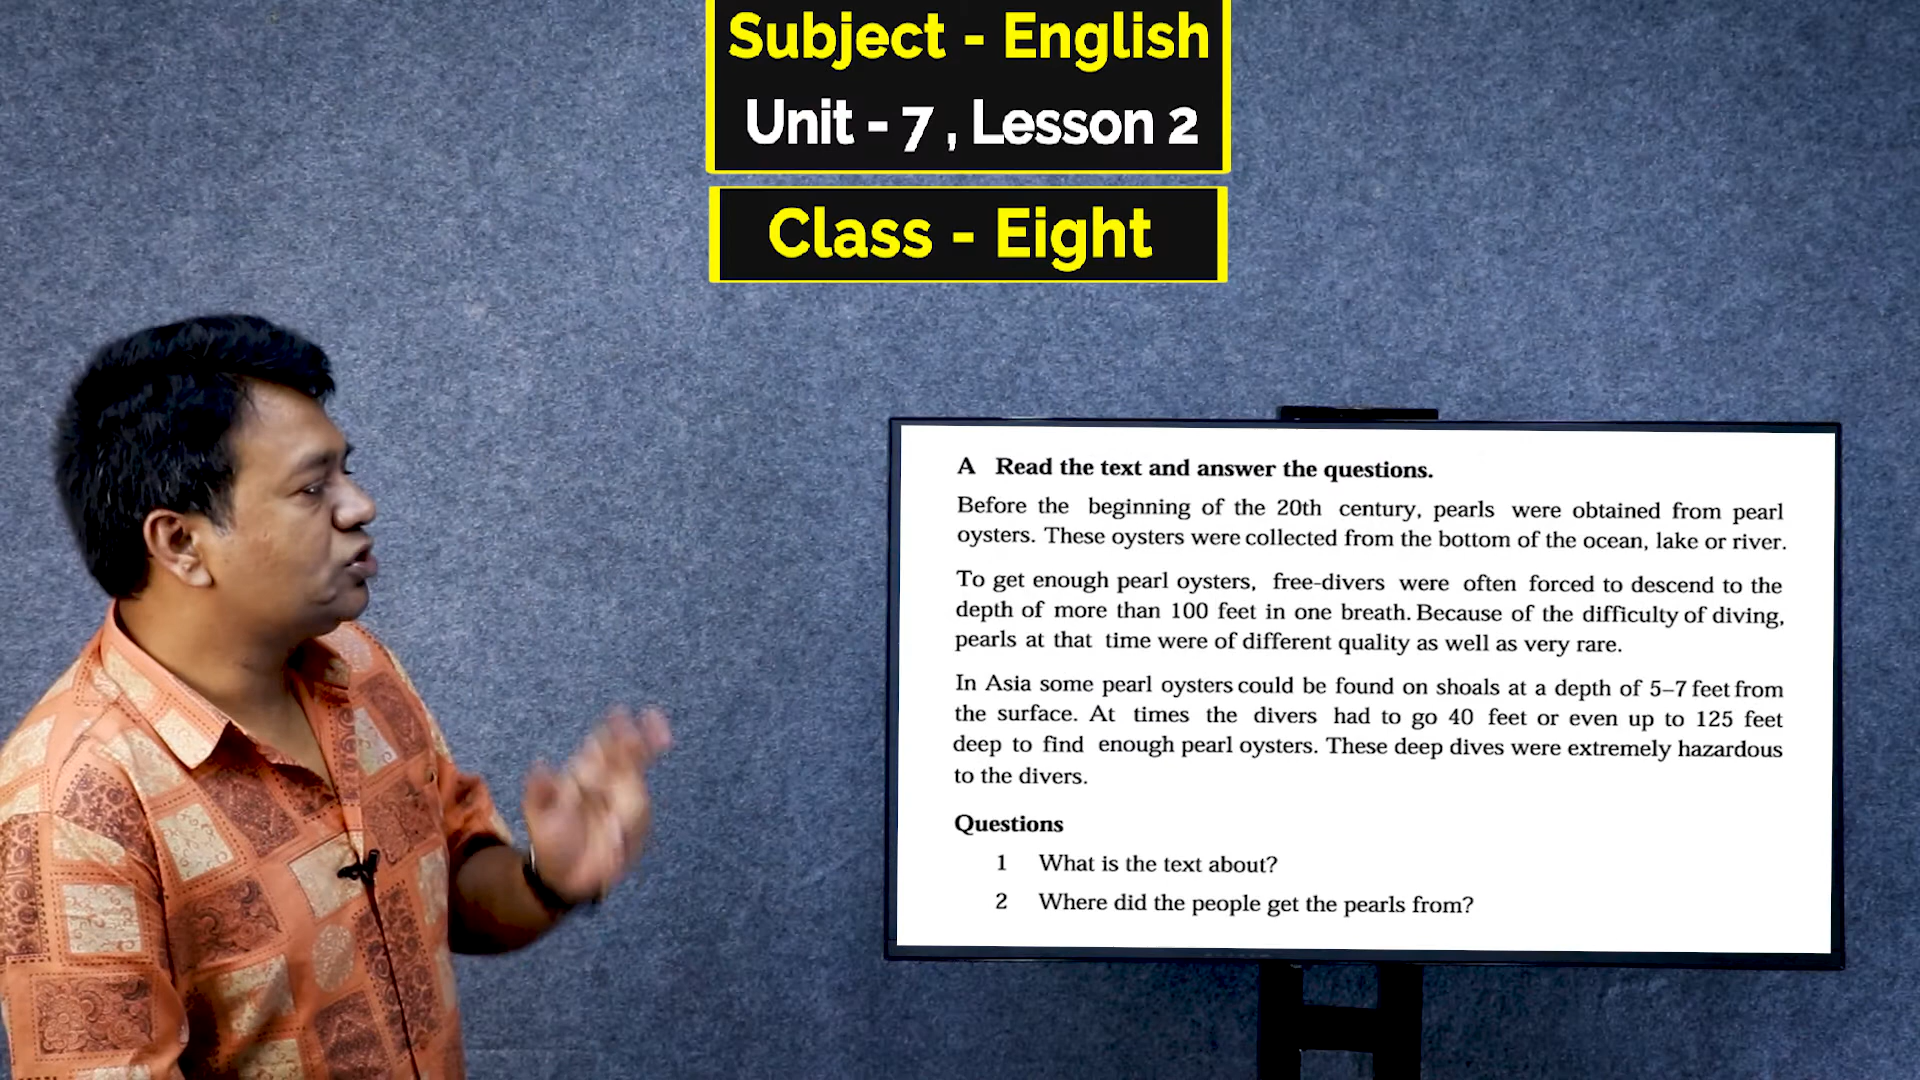 Subject - English
Unit - 7 , Lesson 2
Class - Eight
A Read the text and answer the questions.
Before the beginning of the 20th century, pearls were obtained from pearl
oysters. These oysters were collected from the bottom of the ocean, lake or river.
To get enough pearl oysters, free-divers were often forced to descend to the
depth of more than 100 feet in one breath. Because of the difficulty of diving,
pearls at that time were of different quality as well as very rare.
In Asia some pearl oysters could be found on shoals at a depth of 5–7 feet from
the surface. At times the divers had to go 40 feet or even up to 125 feet
deep to find enough pearl oysters. These deep dives were extremely hazardous
to the divers.
Questions
1 What is the text about?
2 Where did the people get the pearls from?